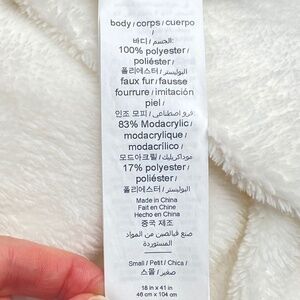 body / corps / cuerpo
/
바디 / الجسم:
100% polyester /
poliéster /
폴리에스터 / البوليستر
faux fur / fausse
fourrure / imitación
piel /
인조 모피 / فرو اصطناعي:
83% Modacrylic /
modacrylique /
modacrílico /
모드아크릴 / موداكريليك
17% polyester /
poliéster /
폴리에스터 / البوليستر
Made in China
Fait en Chine
Hecho en China
중국 제조
صنع في الصين من المواد
المستوردة
Small / Petit / Chica /
스몰 / صغير
18 in x 41 in
46 cm x 104 cm